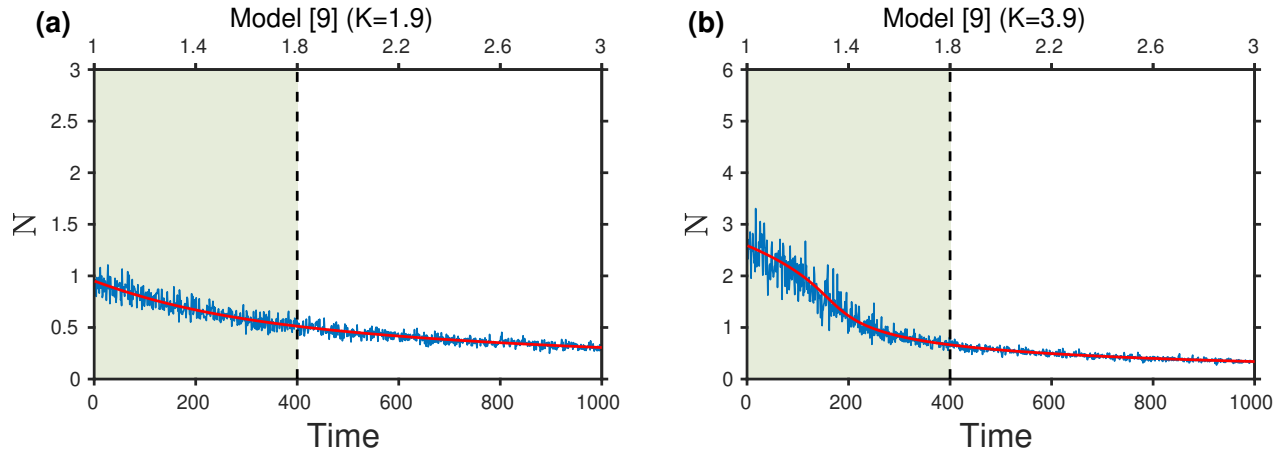 (a)
Model [9] (K=1.9)
1 1.4 1.8 2.2 2.6 3
3
2.5
2
1.5
1
0.5
0
N
0 200 400 600 800 1000
Time
(b)
Model [9] (K=3.9)
1 1.4 1.8 2.2 2.6 3
6
5
4
3
2
1
0
N
0 200 400 600 800 1000
Time